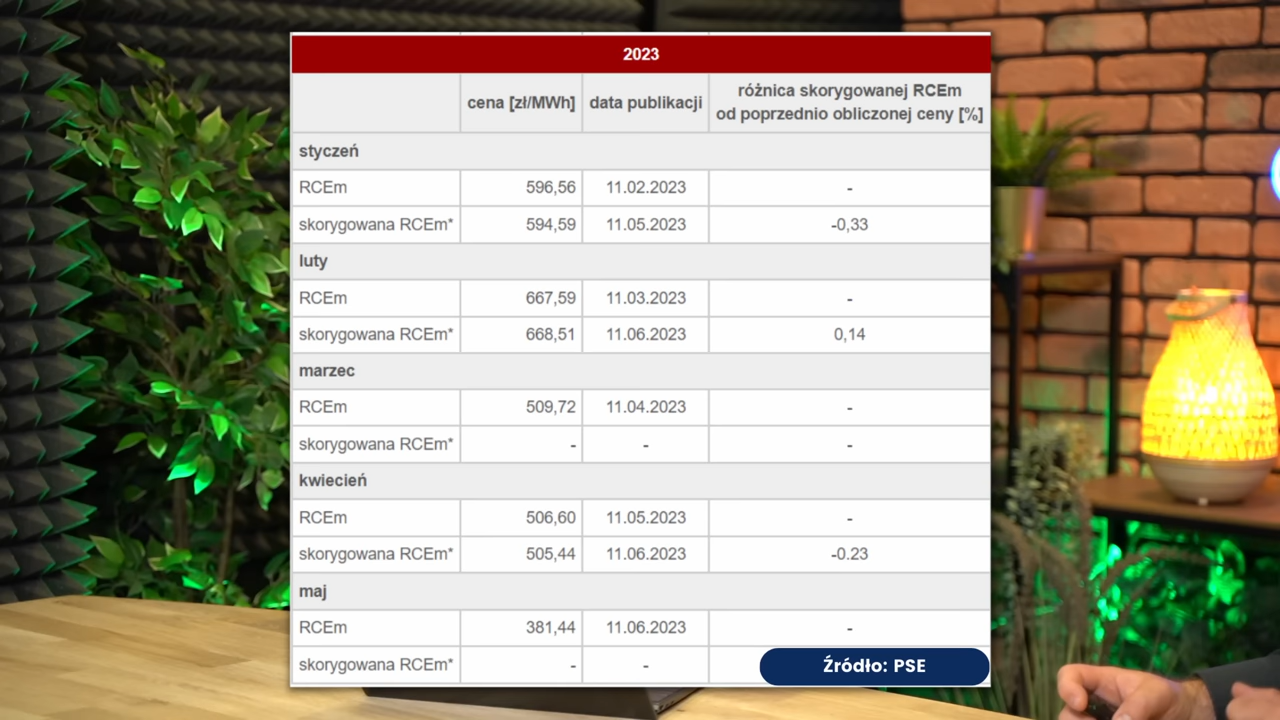 2023
cena [zł/MWh] data publikacji różnica skorygowanej RCEm
od poprzednio obliczonej ceny [%]
styczeń
RCEm 596,56 11.02.2023 -
skorygowana RCEm* 594,59 11.05.2023 -0,33
luty
RCEm 667,59 11.03.2023 -
skorygowana RCEm* 668,51 11.06.2023 0,14
marzec
RCEm 509,72 11.04.2023 -
skorygowana RCEm* - - -
kwiecień
RCEm 506,60 11.05.2023 -
skorygowana RCEm* 505,44 11.06.2023 -0.23
maj
RCEm 381,44 11.06.2023 -
skorygowana RCEm* - -
Źródło: PSE